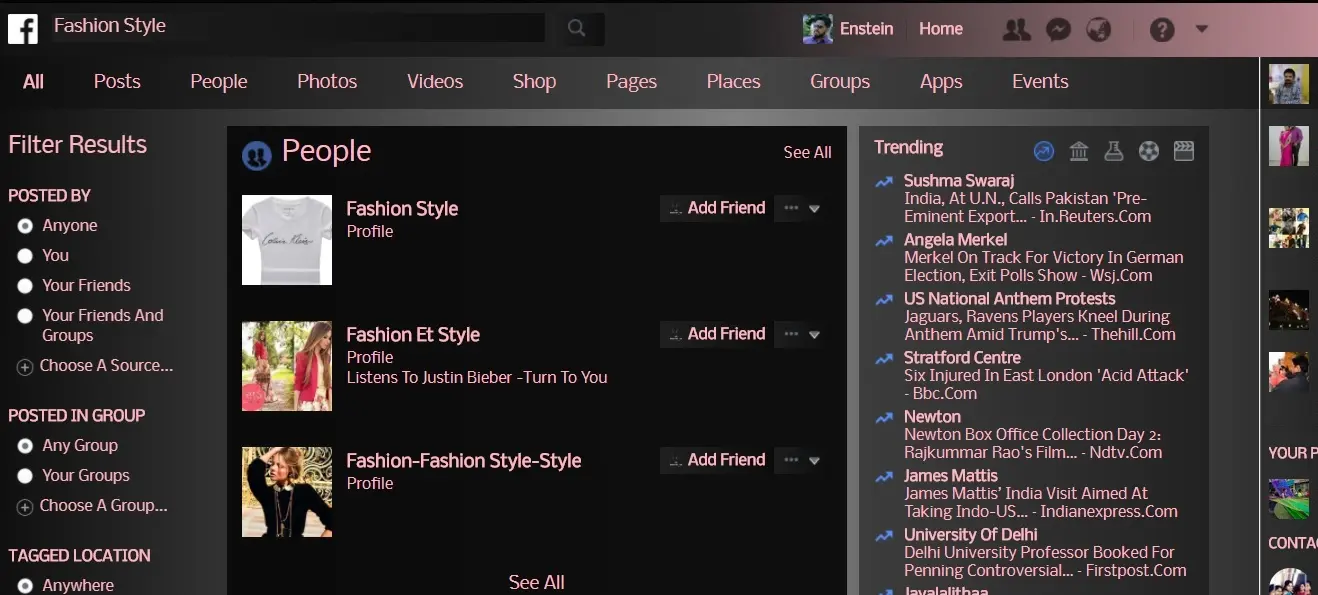 Fashion Style
Enstein
Home
All
Posts
People
Photos
Videos
Shop
Pages
Places
Groups
Apps
Events
Filter Results
POSTED BY
Anyone
You
Your Friends
Your Friends And
Groups
Choose A Source...
POSTED IN GROUP
Any Group
Your Groups
Choose A Group...
TAGGED LOCATION
Anywhere
People
See All
Fashion Style
Profile
Add Friend
Fashion Et Style
Profile
Listens To Justin Bieber -Turn To You
Add Friend
Fashion-Fashion Style-Style
Profile
Add Friend
See All
Trending
Sushma Swaraj
India, At U.N., Calls Pakistan 'Pre-
Eminent Export... - In.Reuters.Com
Angela Merkel
Merkel On Track For Victory In German
Election, Exit Polls Show - Wsj.Com
US National Anthem Protests
Jaguars, Ravens Players Kneel During
Anthem Amid Trump's... - Thehill.Com
Stratford Centre
Six Injured In East London 'Acid Attack'
- Bbc.Com
Newton
Newton Box Office Collection Day 2:
Rajkummar Rao's Film... - Ndtv.Com
James Mattis
James Mattis’ India Visit Aimed At
Taking Indo-US... - Indianexpress.Com
University Of Delhi
Delhi University Professor Booked For
Penning Controversial... - Firstpost.Com
Jayalalithaa
YOUR P
CONTA